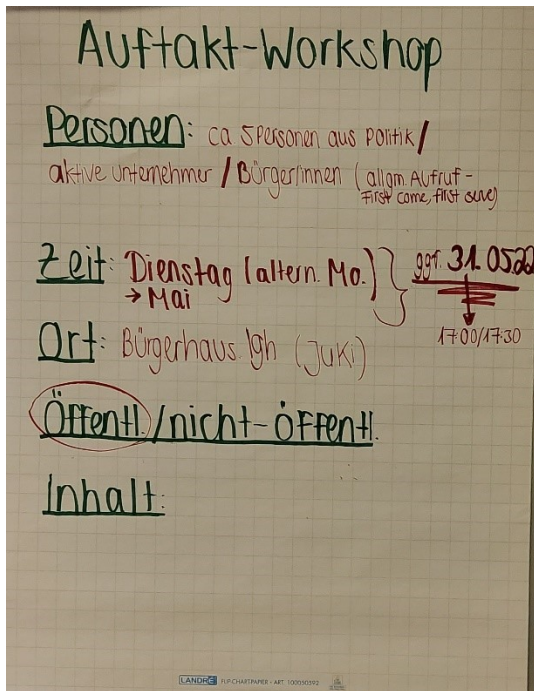 Auftakt-Workshop
Personen: ca 5 Personen aus Politik /
aktive Unternehmer / Bürger/innen (allgm. Aufruf -
First come, first serve)
Zeit: Dienstag (altern. Mo.) } ggf. 31.05.22
→ Mai
17:00/17:30
Ort: Bürgerhaus Igh (Juki)
Öffentl. / nicht-öffentl.
Inhalt:
LANDRÉ FLIP-CHARTPAPIER - ART. 100050592